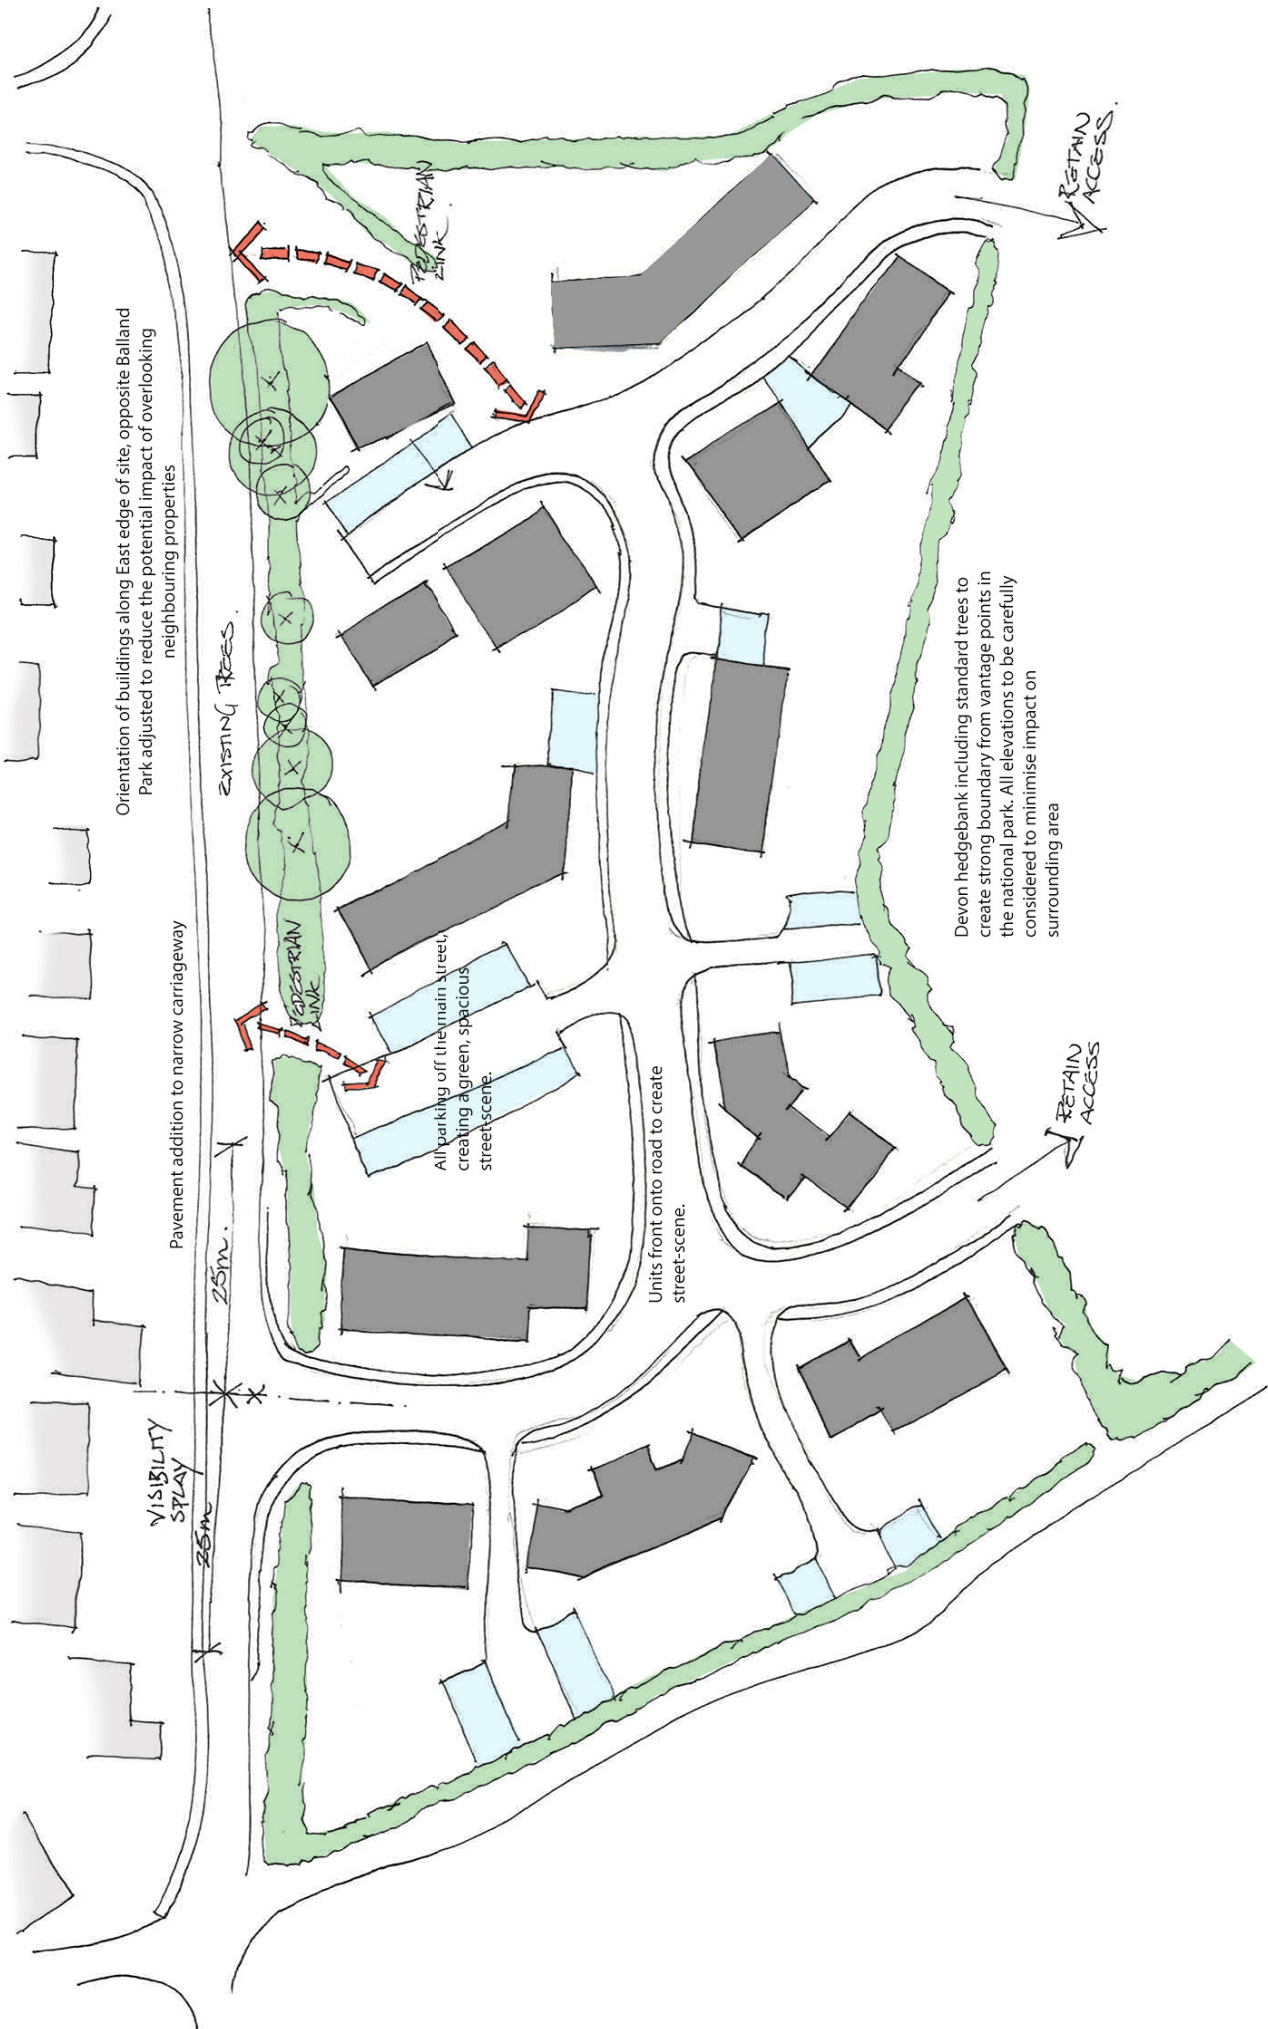 Orientation of buildings along East edge of site, opposite Balland
Park adjusted to reduce the potential impact of overlooking
neighbouring properties
EXISTING TREES.
PEDESTRIAN
LINK.
RETAIN
ACCESS.
Pavement addition to narrow carriageway
PEDESTRIAN
LINK
All parking off the main street,
creating a green, spacious
street-scene.
Devon hedgebank including standard trees to
create strong boundary from vantage points in
the national park. All elevations to be carefully
considered to minimise impact on
surrounding area
25m.
VISIBILITY
SPLAY
25m
Units front onto road to create
street-scene.
RETAIN
ACCESS